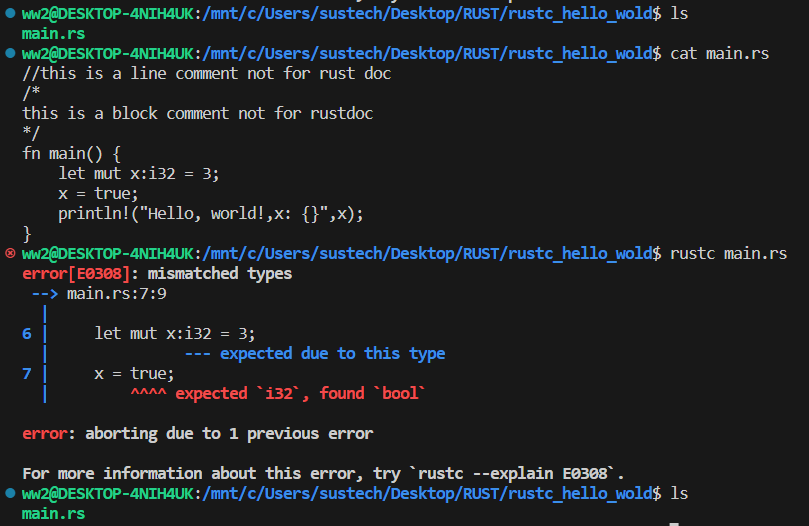 ww2@DESKTOP-4NIH4UK:/mnt/c/Users/sustech/Desktop/RUST/rustc_hello_wold$ ls
main.rs
ww2@DESKTOP-4NIH4UK:/mnt/c/Users/sustech/Desktop/RUST/rustc_hello_wold$ cat main.rs
//this is a line comment not for rust doc
/*
this is a block comment not for rustdoc
*/
fn main() {
    let mut x:i32 = 3;
    x = true;
    println!("Hello, world!,x: {}",x);
}
ww2@DESKTOP-4NIH4UK:/mnt/c/Users/sustech/Desktop/RUST/rustc_hello_wold$ rustc main.rs
error[E0308]: mismatched types
 --> main.rs:7:9
  |
6 |     let mut x:i32 = 3;
  |               --- expected due to this type
7 |     x = true;
  |         ^^^^ expected `i32`, found `bool`

error: aborting due to 1 previous error

For more information about this error, try `rustc --explain E0308`.
ww2@DESKTOP-4NIH4UK:/mnt/c/Users/sustech/Desktop/RUST/rustc_hello_wold$ ls
main.rs